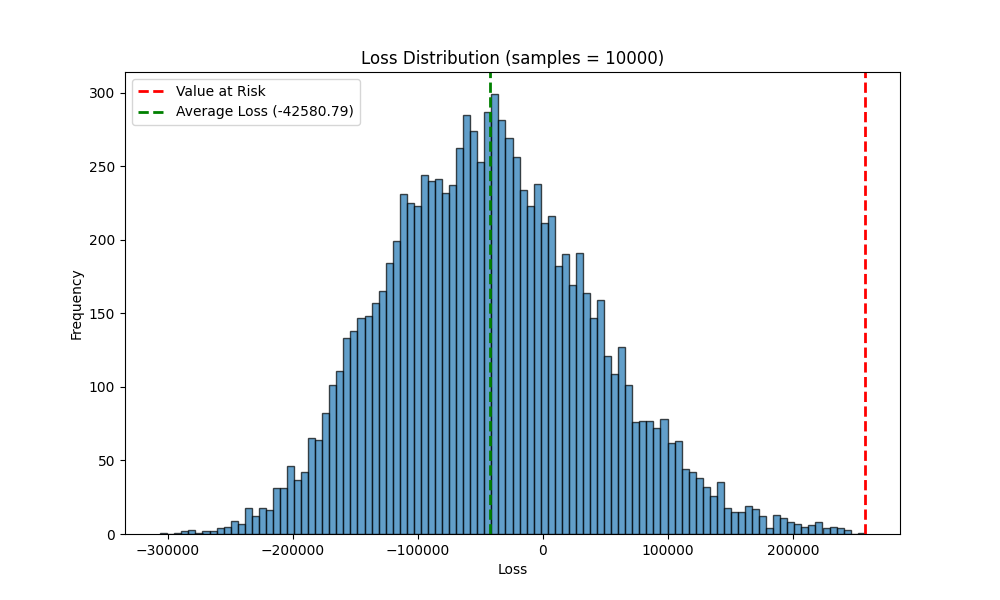 Loss Distribution (samples = 10000)
Value at Risk
Average Loss (-42580.79)
300
250
200
150
100
50
0
Frequency
−300000 −200000 −100000 0 100000 200000
Loss